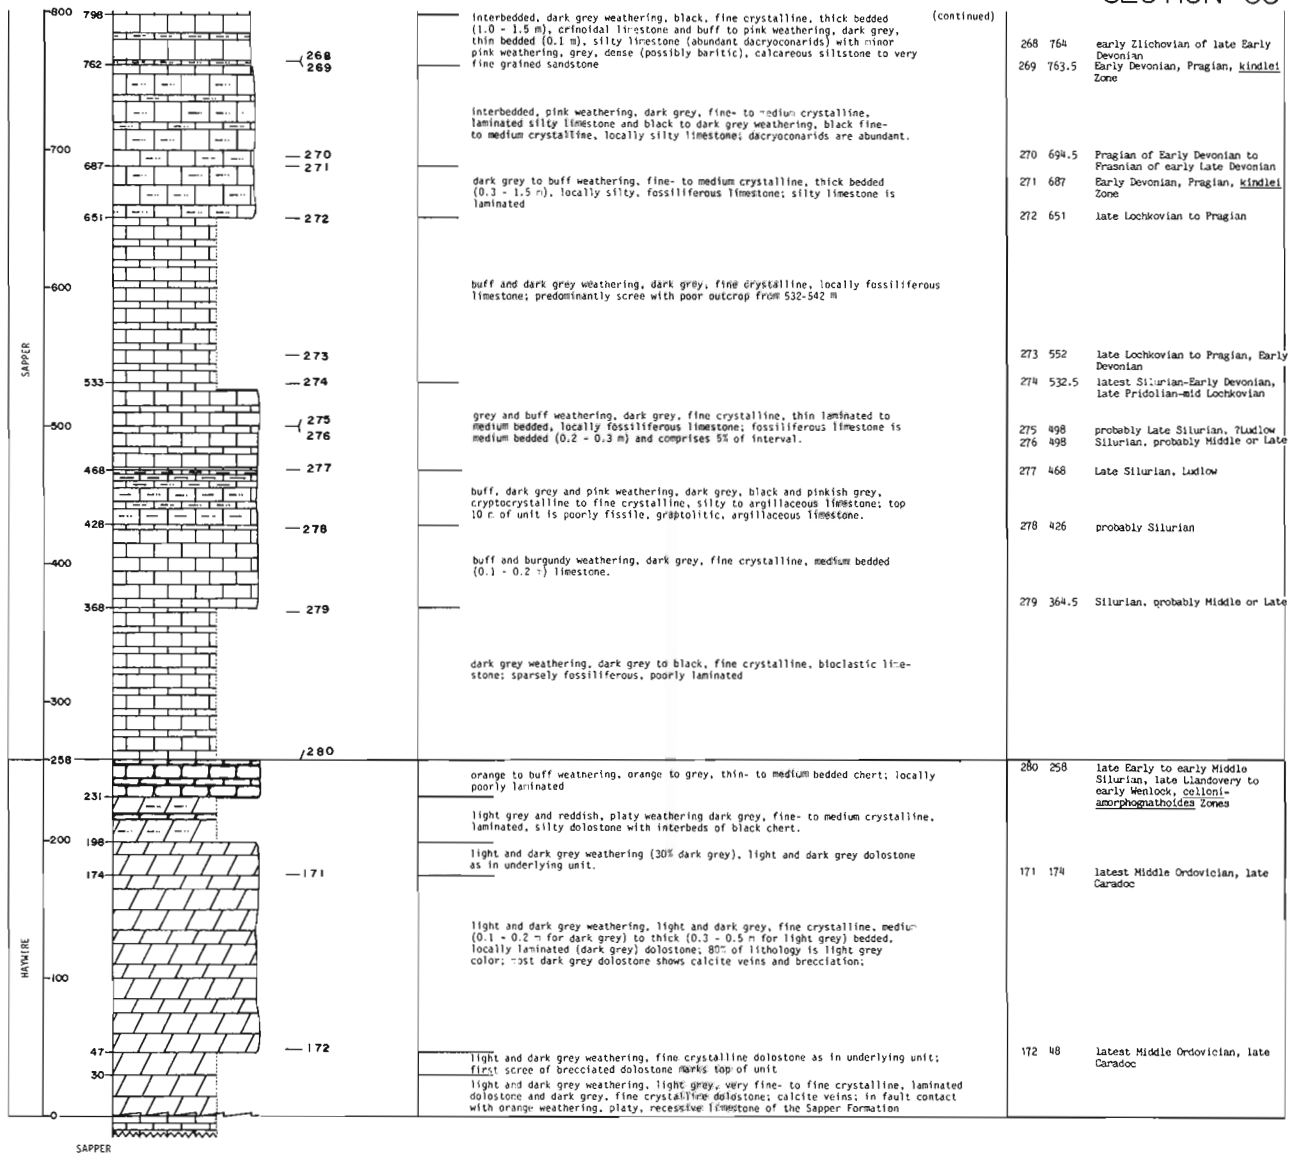 800 798
762
700
687
651
600
533
500
468
428
400
368
300
258
231
200
198
174
100
47
30
0
SAPPER
HAYWIRE
SAPPER
268
269
270
271
272
273
274
275
276
277
278
279
280
171
172
interbedded, dark grey weathering, black, fine crystalline, thick bedded (continued)
(1.0 - 1.5 m), crinoidal limestone and buff to pink weathering, dark grey,
thin bedded (0.1 m), silty limestone (abundant dacryoconarids) with minor
pink weathering, grey, dense (possibly baritic), calcareous siltstone to very
fine grained sandstone
interbedded, pink weathering, dark grey, fine- to medium crystalline,
laminated silty limestone and black to dark grey weathering, black fine-
to medium crystalline, locally silty limestone; dacryoconarids are abundant.
dark grey to buff weathering, fine- to medium crystalline, thick bedded
(0.3 - 1.5 m), locally silty, fossiliferous limestone; silty limestone is
laminated
buff and dark grey weathering, dark grey, fine crystalline, locally fossiliferous
limestone; predominantly scree with poor outcrop from 532-542 m
grey and buff weathering, dark grey, fine crystalline, thin laminated to
medium bedded, locally fossiliferous limestone; fossiliferous limestone is
medium bedded (0.2 - 0.3 m) and comprises 5% of interval.
buff, dark grey and pink weathering, dark grey, black and pinkish grey,
cryptocrystalline to fine crystalline, silty to argillaceous limestone; top
10 m of unit is poorly fissile, graptolitic, argillaceous limestone.
buff and burgundy weathering, dark grey, fine crystalline, medium bedded
(0.1 - 0.2 m) limestone.
dark grey weathering, dark grey to black, fine crystalline, bioclastic lime-
stone; sparsely fossiliferous, poorly laminated
orange to buff weathering, orange to grey, thin- to medium bedded chert; locally
poorly laminated
light grey and reddish, platy weathering dark grey, fine- to medium crystalline,
laminated, silty dolostone with interbeds of black chert.
light and dark grey weathering (30% dark grey), light and dark grey dolostone
as in underlying unit.
light and dark grey weathering, light and dark grey, fine crystalline, medium
(0.1 - 0.2 m for dark grey) to thick (0.3 - 0.5 m for light grey) bedded,
locally laminated (dark grey) dolostone; 80% of lithology is light grey
color; most dark grey dolostone shows calcite veins and brecciation;
light and dark grey weathering, fine crystalline dolostone as in underlying unit;
first scree of brecciated dolostone marks top of unit
light and dark grey weathering, light grey, very fine- to fine crystalline, laminated
dolostone and dark grey, fine crystalline dolostone; calcite veins; in fault contact
with orange weathering, platy, recessive limestone of the Sapper Formation
268 764 early Zlichovian of late Early
Devonian
269 763.5 Early Devonian, Pragian, kindlei
Zone
270 694.5 Pragian of Early Devonian to
Frasnian of early Late Devonian
271 687 Early Devonian, Pragian, kindlei
Zone
272 651 late Lochkovian to Pragian
273 552 late Lochkovian to Pragian, Early
Devonian
274 532.5 latest Silurian-Early Devonian,
late Pridolian-mid Lochkovian
275 498 probably Late Silurian, ?Ludlow
276 498 Silurian, probably Middle or Late
277 468 Late Silurian, Ludlow
278 426 probably Silurian
279 364.5 Silurian, probably Middle or Late
280 258 late Early to early Middle
Silurian, late Llandovery to
early Wenlock, celloni-
amorphognathoides Zones
171 174 latest Middle Ordovician, late
Caradoc
172 48 latest Middle Ordovician, late
Caradoc